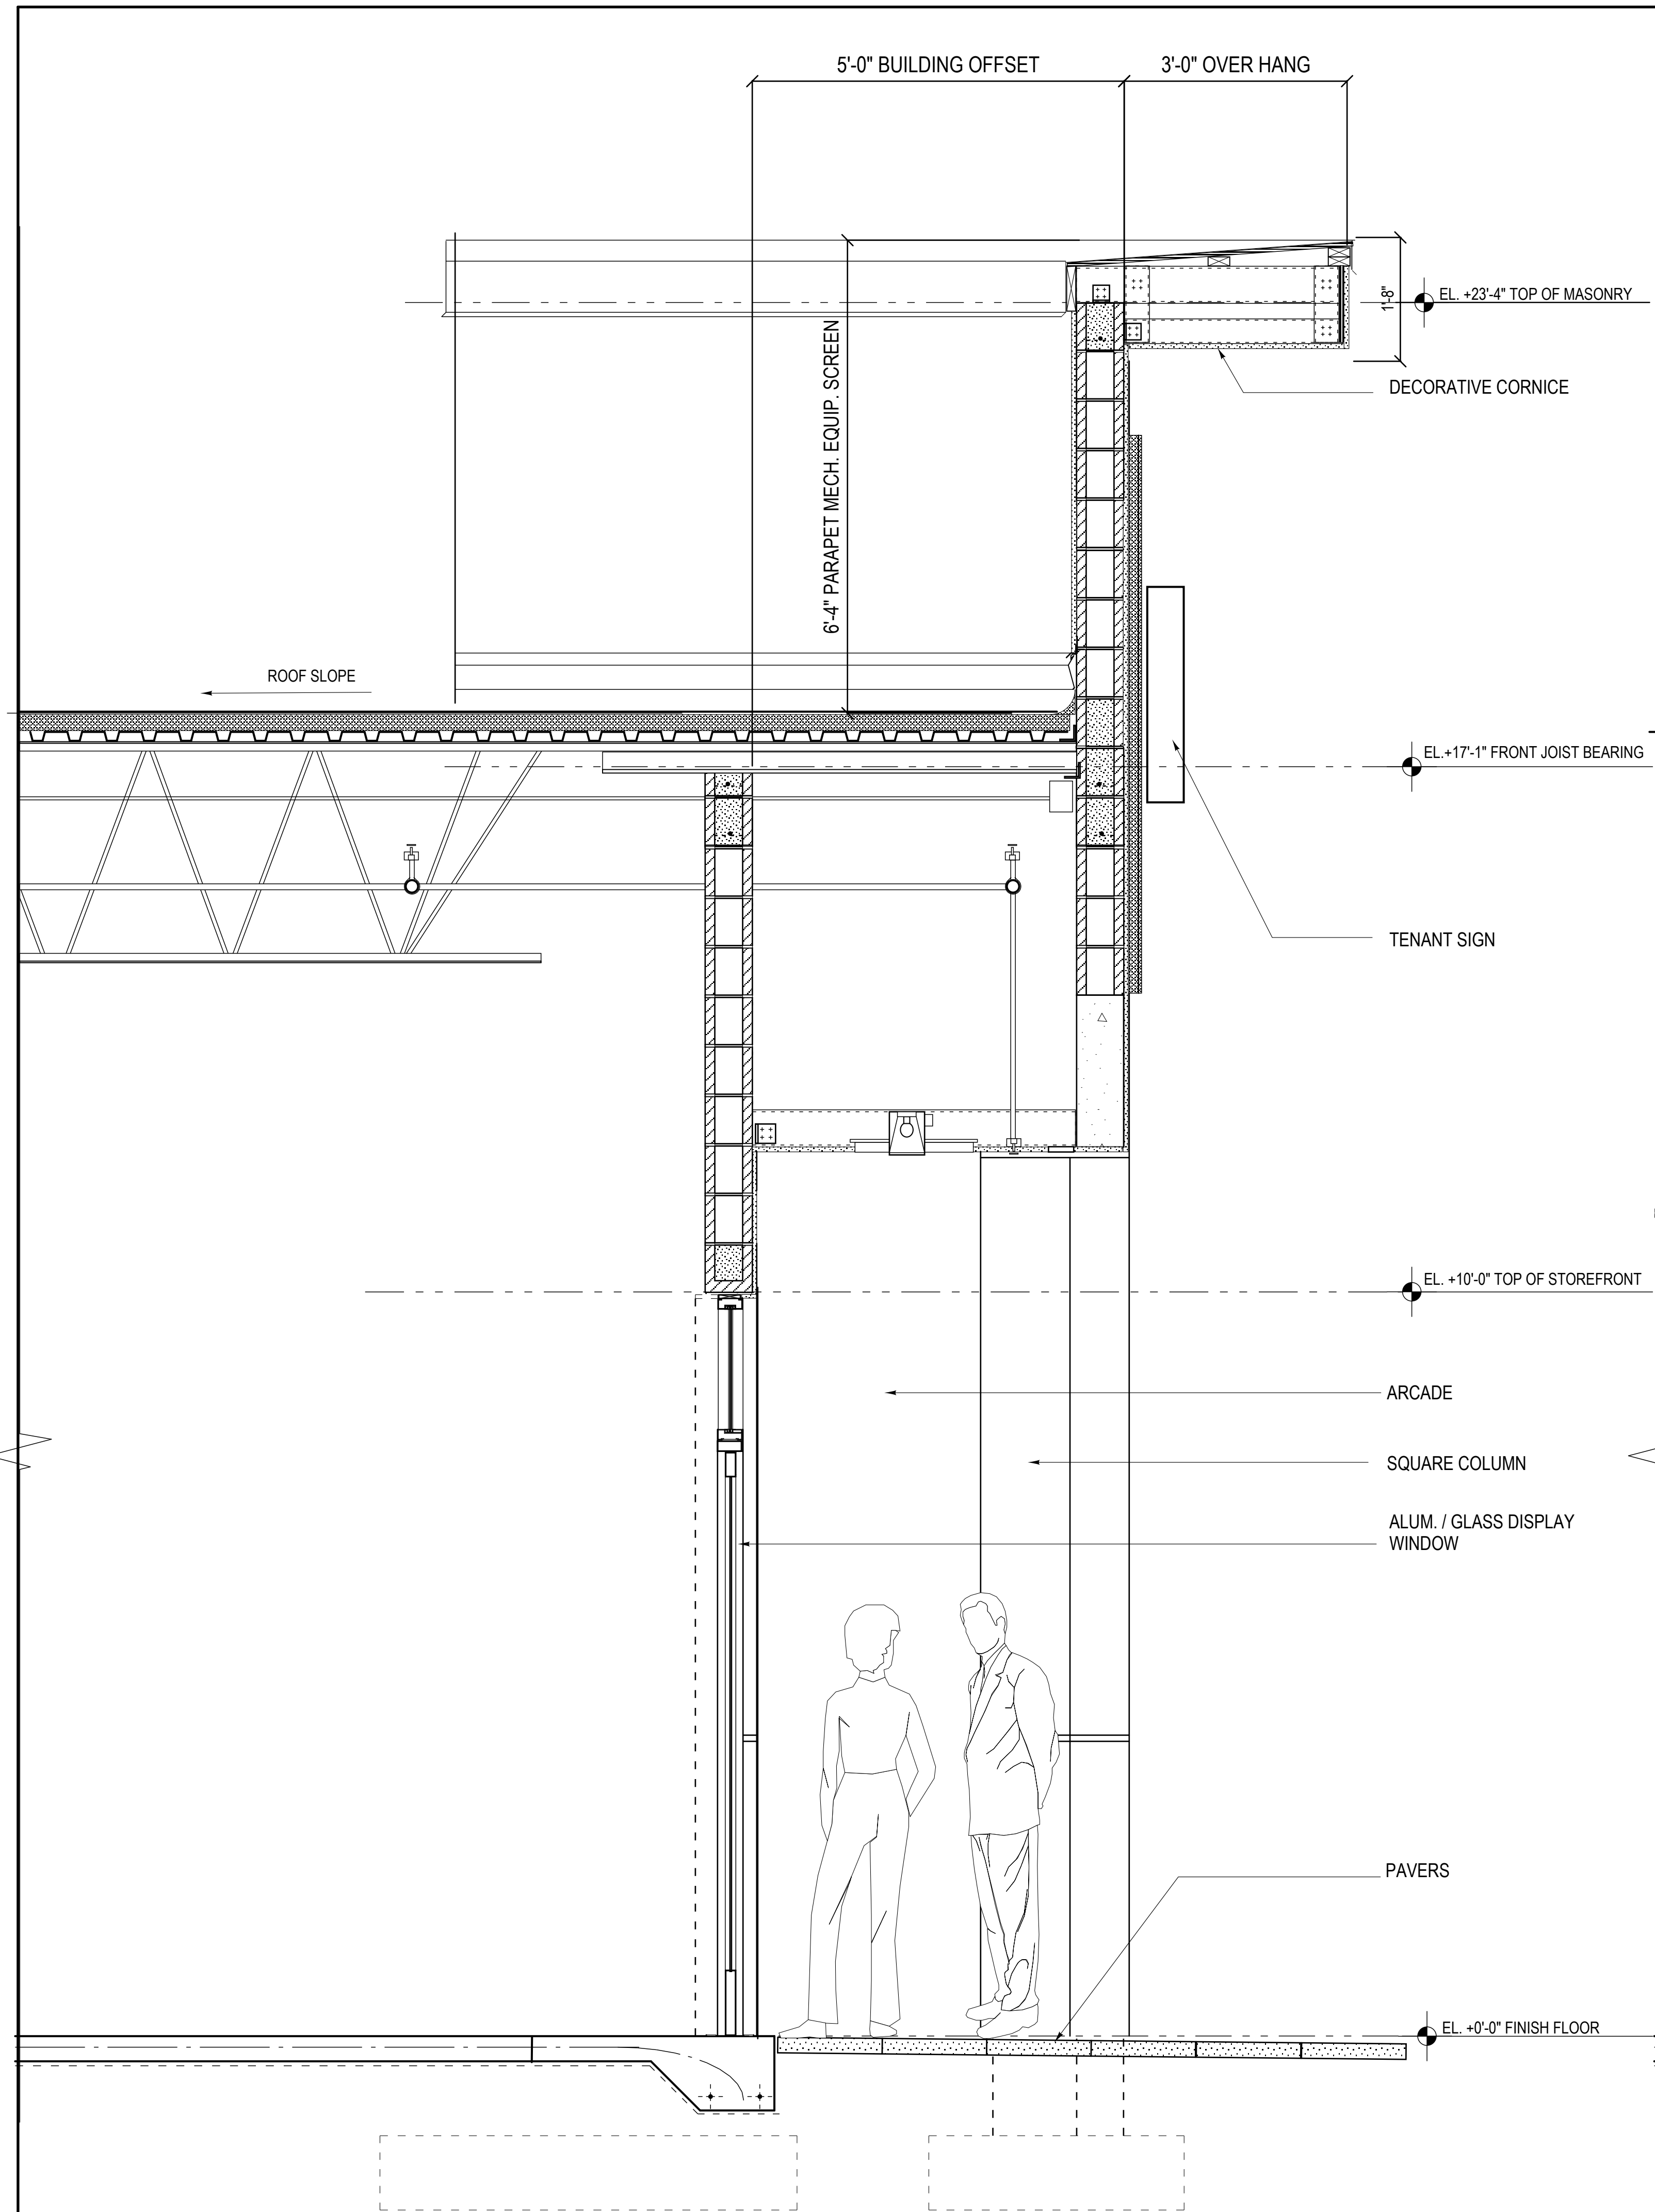 5'-0" BUILDING OFFSET
3'-0" OVER HANG
1'-8"
EL. +23'-4" TOP OF MASONRY
DECORATIVE CORNICE
6'-4" PARAPET MECH. EQUIP. SCREEN
ROOF SLOPE
EL.+17'-1" FRONT JOIST BEARING
TENANT SIGN
EL. +10'-0" TOP OF STOREFRONT
ARCADE
SQUARE COLUMN
ALUM. / GLASS DISPLAY
WINDOW
PAVERS
EL. +0'-0" FINISH FLOOR